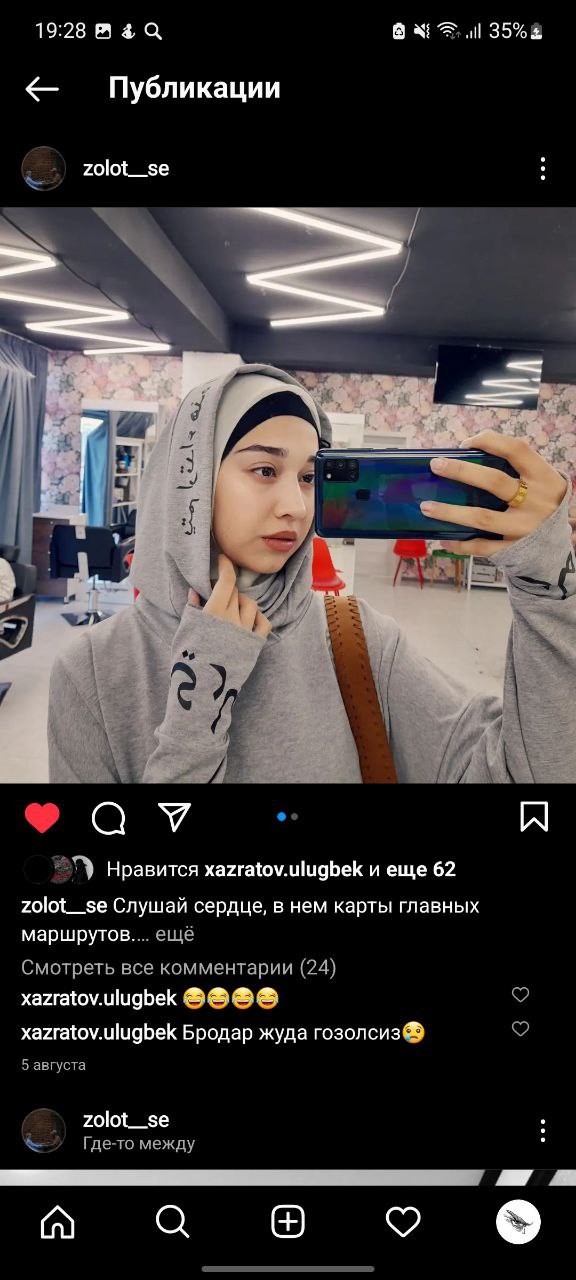 19:28
35%
Публикации
zolot__se
Нравится xazratov.ulugbek и еще 62
zolot__se Слушай сердце, в нем карты главных
маршрутов.... ещё
Смотреть все комментарии (24)
xazratov.ulugbek 😂😂😂😂
xazratov.ulugbek Бродар жуда гозолсиз😢
5 августа
zolot__se
Где-то между